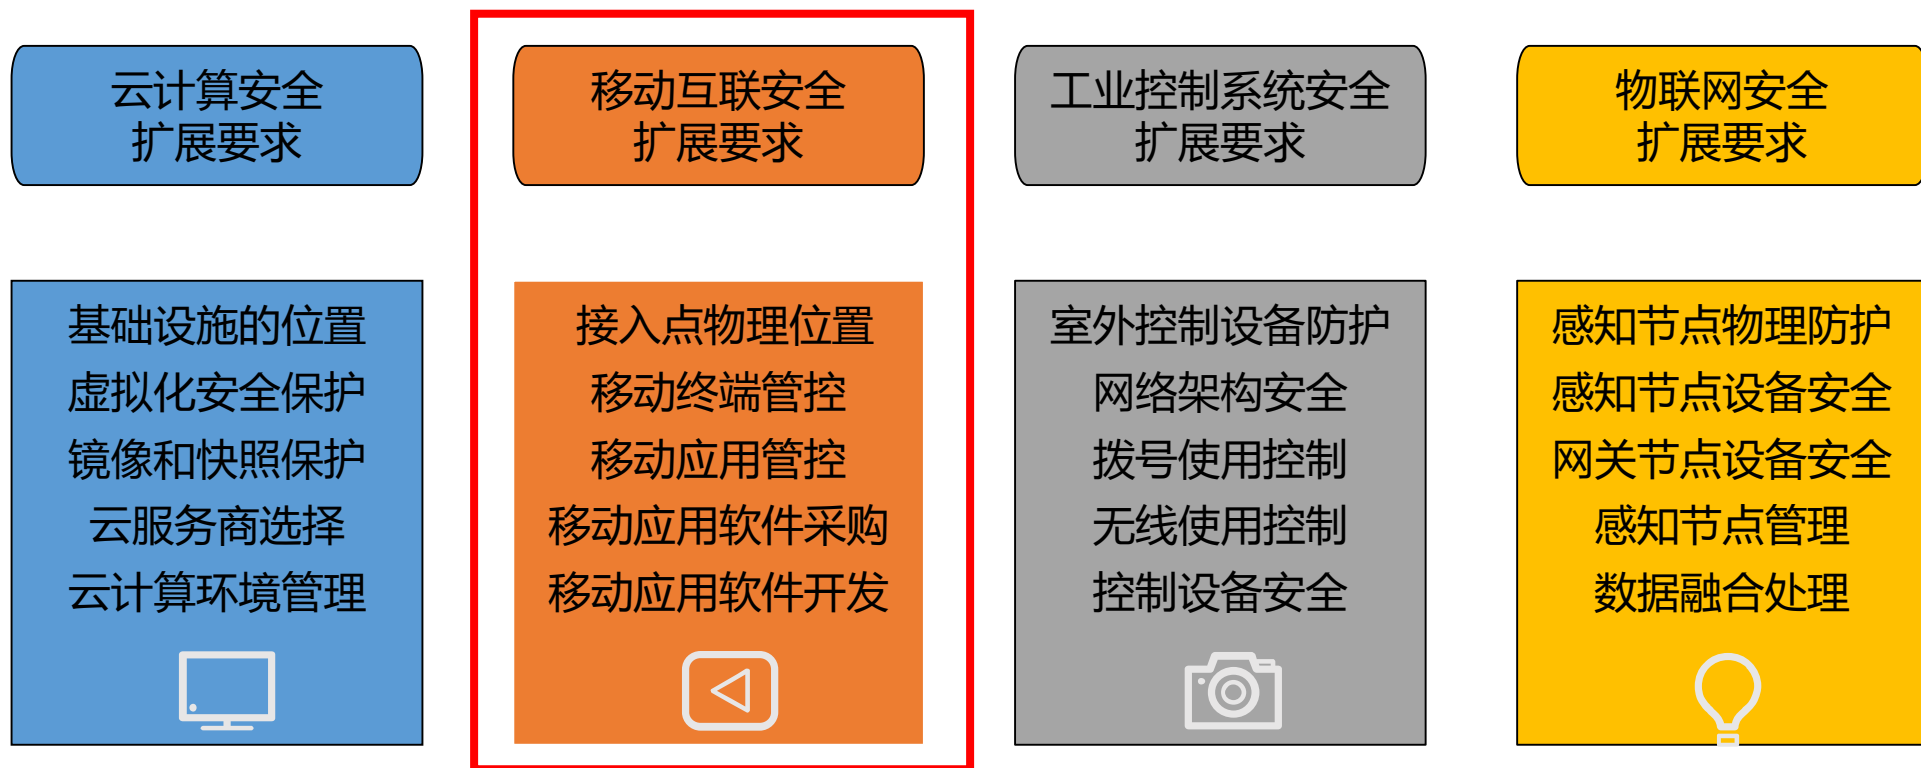 云计算安全
扩展要求
移动互联安全
扩展要求
工业控制系统安全
扩展要求
物联网安全
扩展要求
基础设施的位置
虚拟化安全保护
镜像和快照保护
云服务商选择
云计算环境管理
接入点物理位置
移动终端管控
移动应用管控
移动应用软件采购
移动应用软件开发
室外控制设备防护
网络架构安全
拨号使用控制
无线使用控制
控制设备安全
感知节点物理防护
感知节点设备安全
网关节点设备安全
感知节点管理
数据融合处理